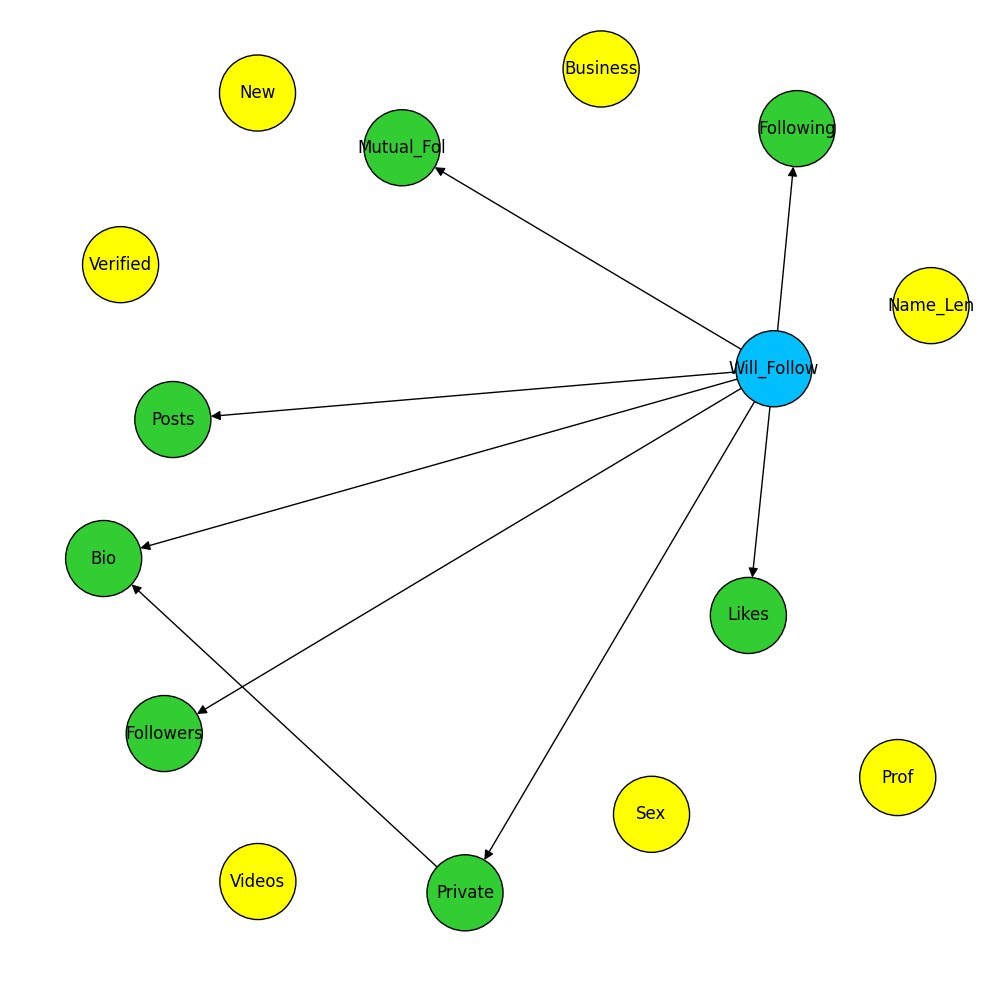 Business
New
Following
Mutual_Fol
Verified
Name_Len
Will_Follow
Posts
Bio
Likes
Followers
Prof
Sex
Videos
Private